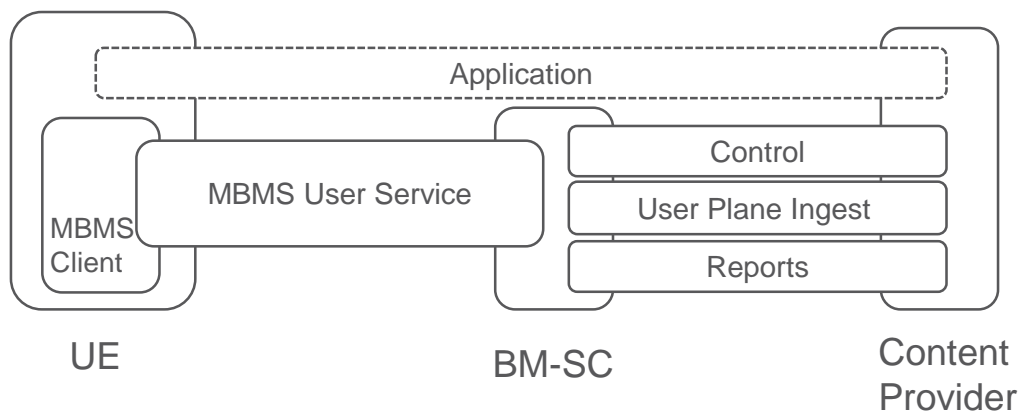 Application
Control
MBMS User Service
User Plane Ingest
MBMS
Client
Reports
UE
BM-SC
Content
Provider